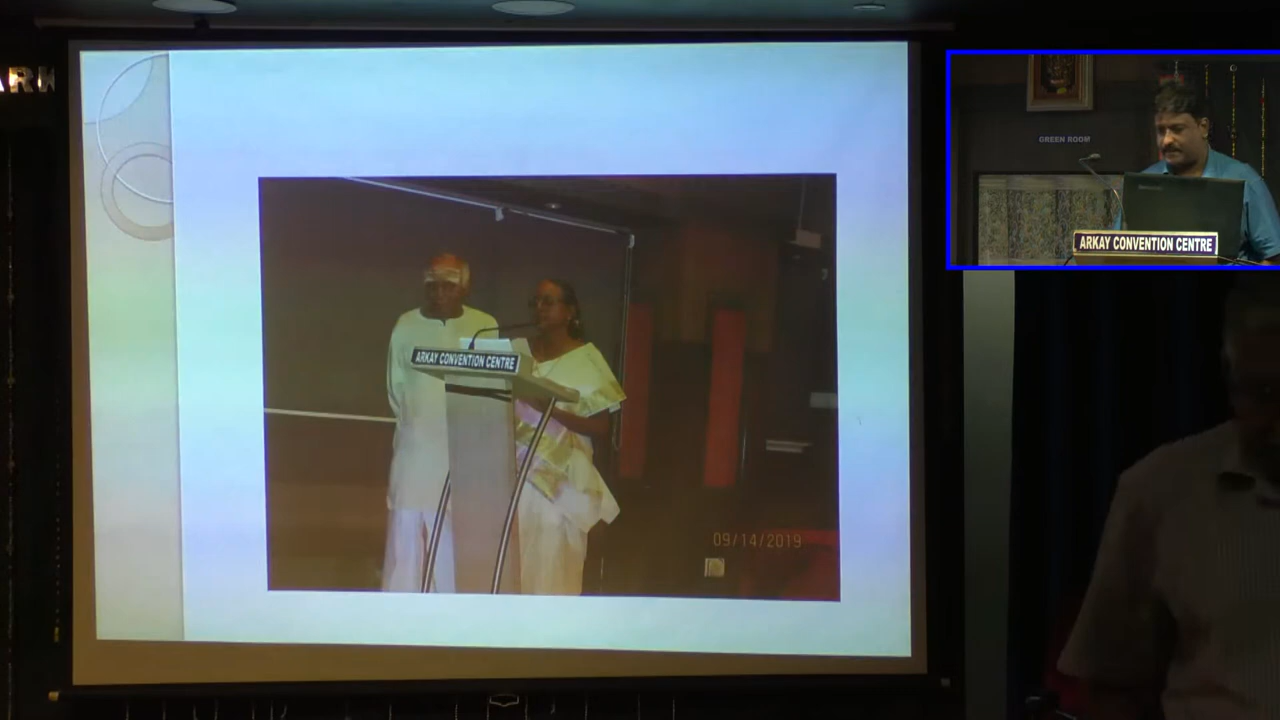 ARK
GREEN ROOM
ARKAY CONVENTION CENTRE
ARKAY CONVENTION CENTRE
09/14/2019